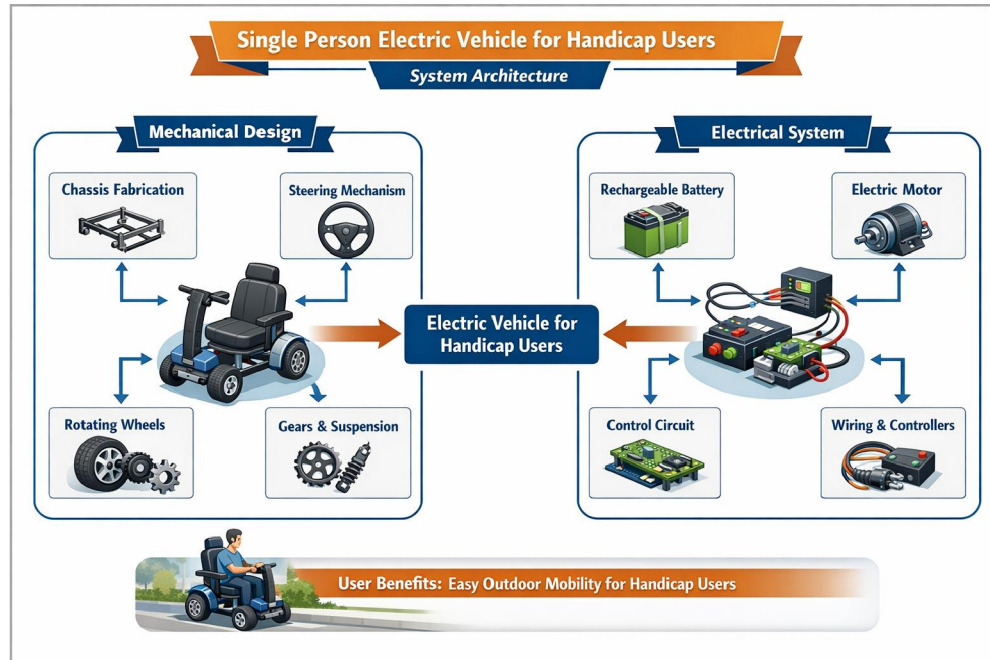 Single Person Electric Vehicle for Handicap Users
System Architecture
Mechanical Design
Chassis Fabrication
Steering Mechanism
Rotating Wheels
Gears & Suspension
Electric Vehicle for
Handicap Users
Electrical System
Rechargeable Battery
Electric Motor
Control Circuit
Wiring & Controllers
User Benefits: Easy Outdoor Mobility for Handicap Users